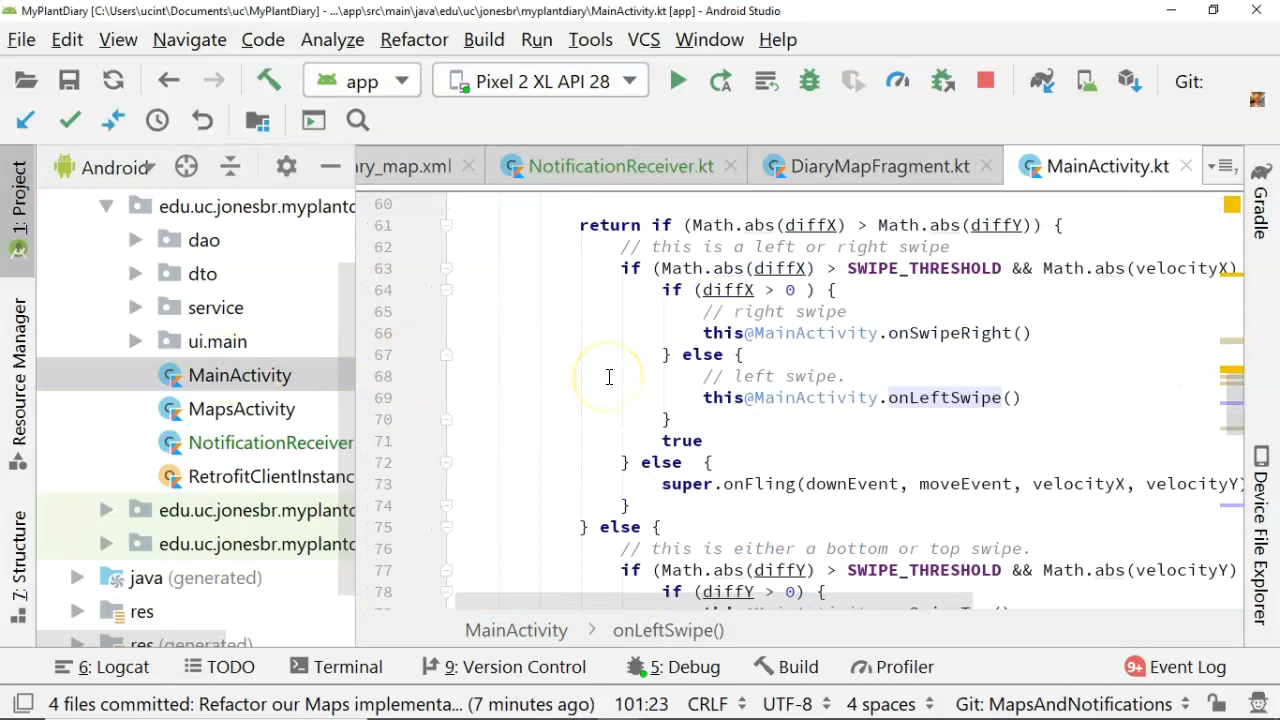 MyPlantDiary [C:\Users\ucint\Documents\uc\MyPlantDiary] - ...\app\src\main\java\edu\uc\jonesbr\myplantdiary\MainActivity.kt [app] - Android Studio
File Edit View Navigate Code Analyze Refactor Build Run Tools VCS Window Help
app Pixel 2 XL API 28 Git:
1: Project
Resource Manager
7: Structure
Android
edu.uc.jonesbr.myplantd
dao
dto
service
ui.main
MainActivity
MapsActivity
NotificationReceiver
RetrofitClientInstanc
edu.uc.jonesbr.myplantd
edu.uc.jonesbr.myplantd
java (generated)
res
res (generated)
ary_map.xml NotificationReceiver.kt DiaryMapFragment.kt MainActivity.kt
60
61 return if (Math.abs(diffX) > Math.abs(diffY)) {
62 // this is a left or right swipe
63 if (Math.abs(diffX) > SWIPE_THRESHOLD && Math.abs(velocityX)
64 if (diffX > 0 ) {
65 // right swipe
66 this@MainActivity.onSwipeRight()
67 } else {
68 // left swipe.
69 this@MainActivity.onLeftSwipe()
70 }
71 true
72 } else {
73 super.onFling(downEvent, moveEvent, velocityX, velocityY)
74 }
75 } else {
76 // this is either a bottom or top swipe.
77 if (Math.abs(diffY) > SWIPE_THRESHOLD && Math.abs(velocityY)
78 if (diffY > 0) {
MainActivity > onLeftSwipe()
Gradle
Device File Explorer
6: Logcat TODO Terminal 9: Version Control 5: Debug Build Profiler 9+ Event Log
4 files committed: Refactor our Maps implementa... (7 minutes ago) 101:23 CRLF UTF-8 4 spaces Git: MapsAndNotifications